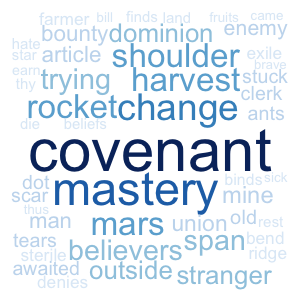 farmer bill finds land fruits came
bounty dominion enemy
hate article shoulder exile
star brave
earn trying harvest stuck
thy clerk
rocket change ants
die beliefs
covenant
dot mastery binds sick
scar mine
thus man mars union old rest
tears span bend
sterile believers ridge
awaited outside stranger
denies